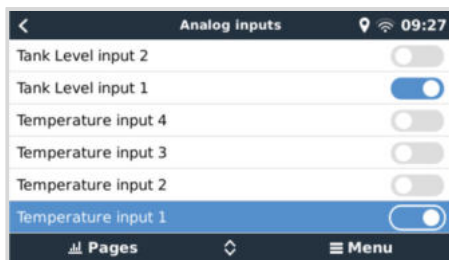 Analog inputs 09:27
Tank Level input 2
Tank Level input 1
Temperature input 4
Temperature input 3
Temperature input 2
Temperature input 1
Pages Menu